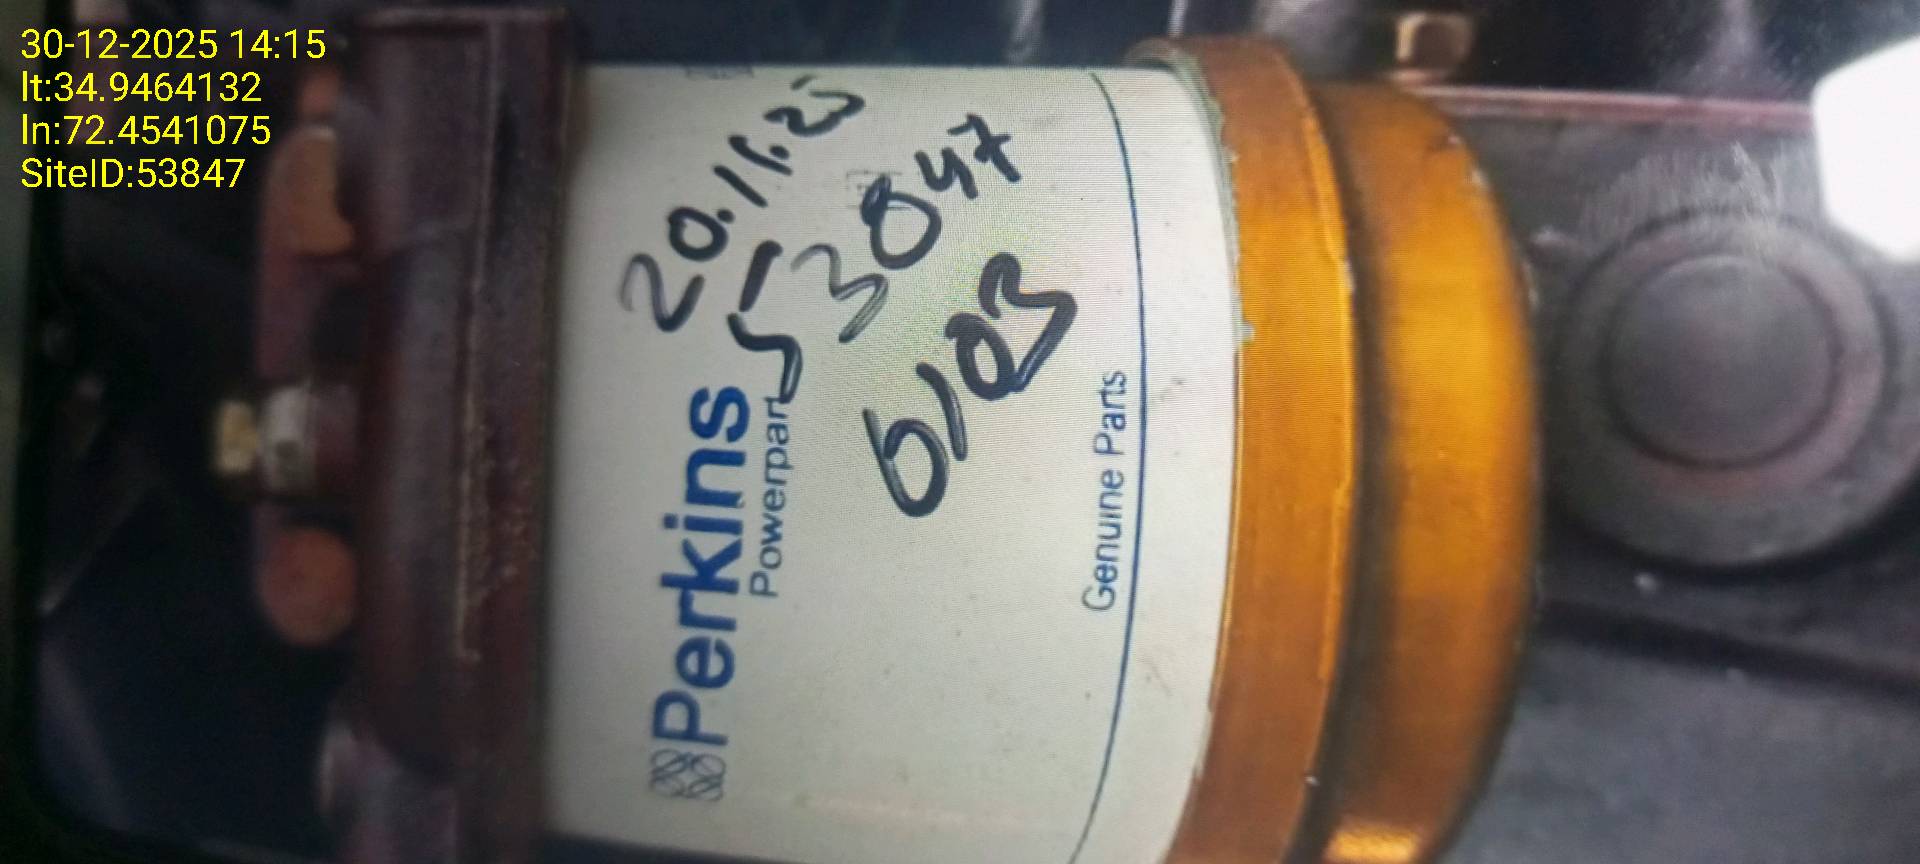 30-12-2025 14:15
lt:34.9464132
ln:72.4541075
SiteID:53847
20.11.25
53847
6103
Perkins
Powerpart
Genuine Parts